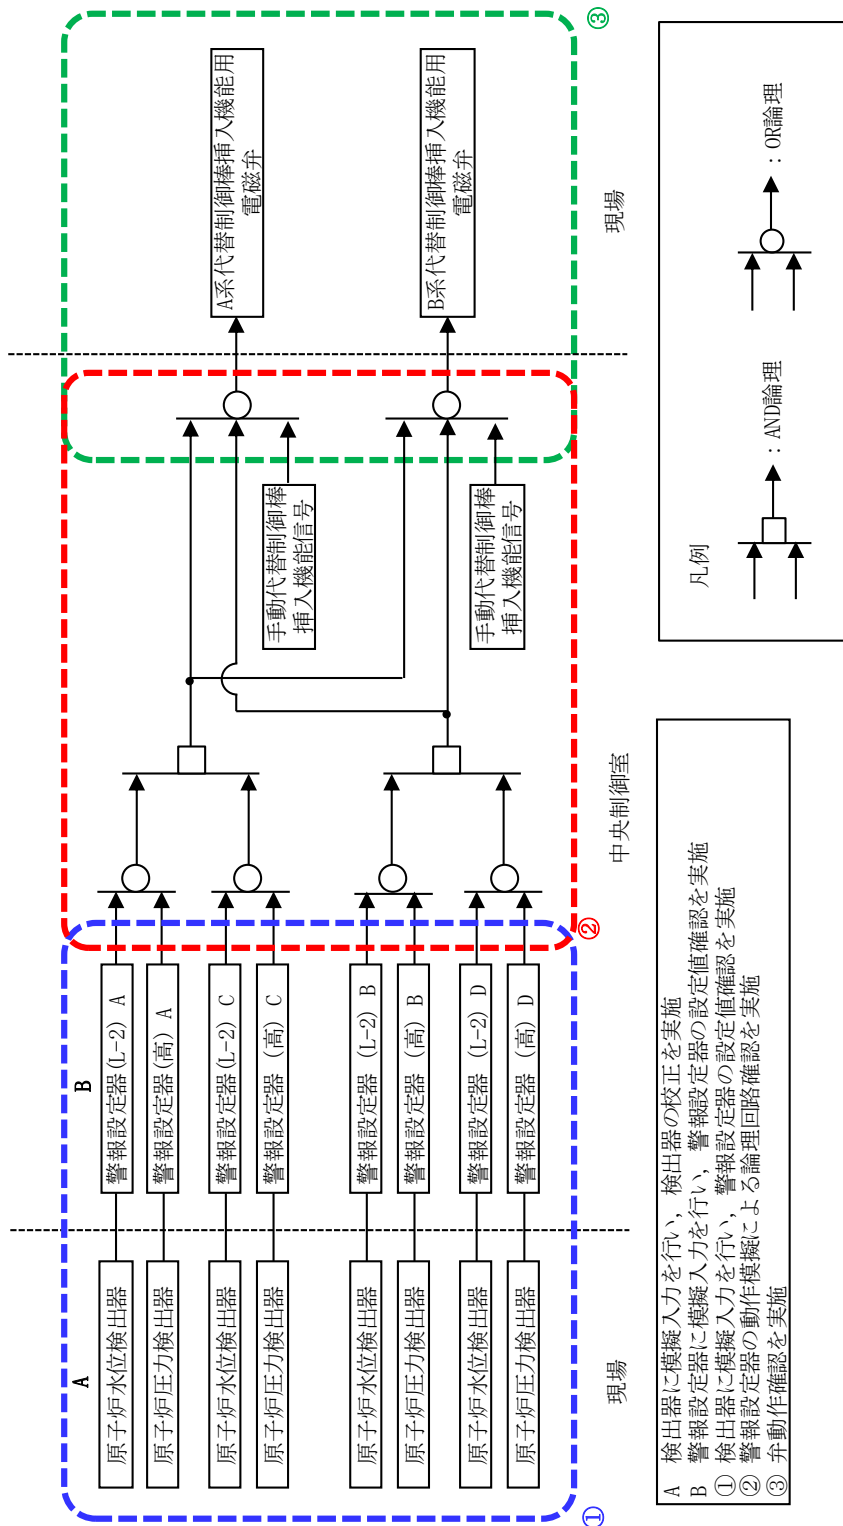 A
B
原子炉水位検出器
警報設定器(L-2) A
原子炉圧力検出器
警報設定器(高) A
原子炉水位検出器
警報設定器(L-2) C
原子炉圧力検出器
警報設定器 (高) C
原子炉水位検出器
警報設定器 (L-2) B
原子炉圧力検出器
警報設定器 (高) B
原子炉水位検出器
警報設定器 (L-2) D
原子炉圧力検出器
警報設定器 (高) D
手動代替制御棒
挿入機能信号
手動代替制御棒
挿入機能信号
A系代替制御棒挿入機能用
電磁弁
B系代替制御棒挿入機能用
電磁弁
①
②
③
現場
中央制御室
現場
A 検出器に模擬入力を行い，検出器の校正を実施
B 警報設定器に模擬入力を行い，警報設定器の設定値確認を実施
① 検出器に模擬入力を行い，警報設定器の設定値確認を実施
② 警報設定器の動作模擬による論理回路確認を実施
③ 弁動作確認を実施
凡例
：AND論理
：OR論理